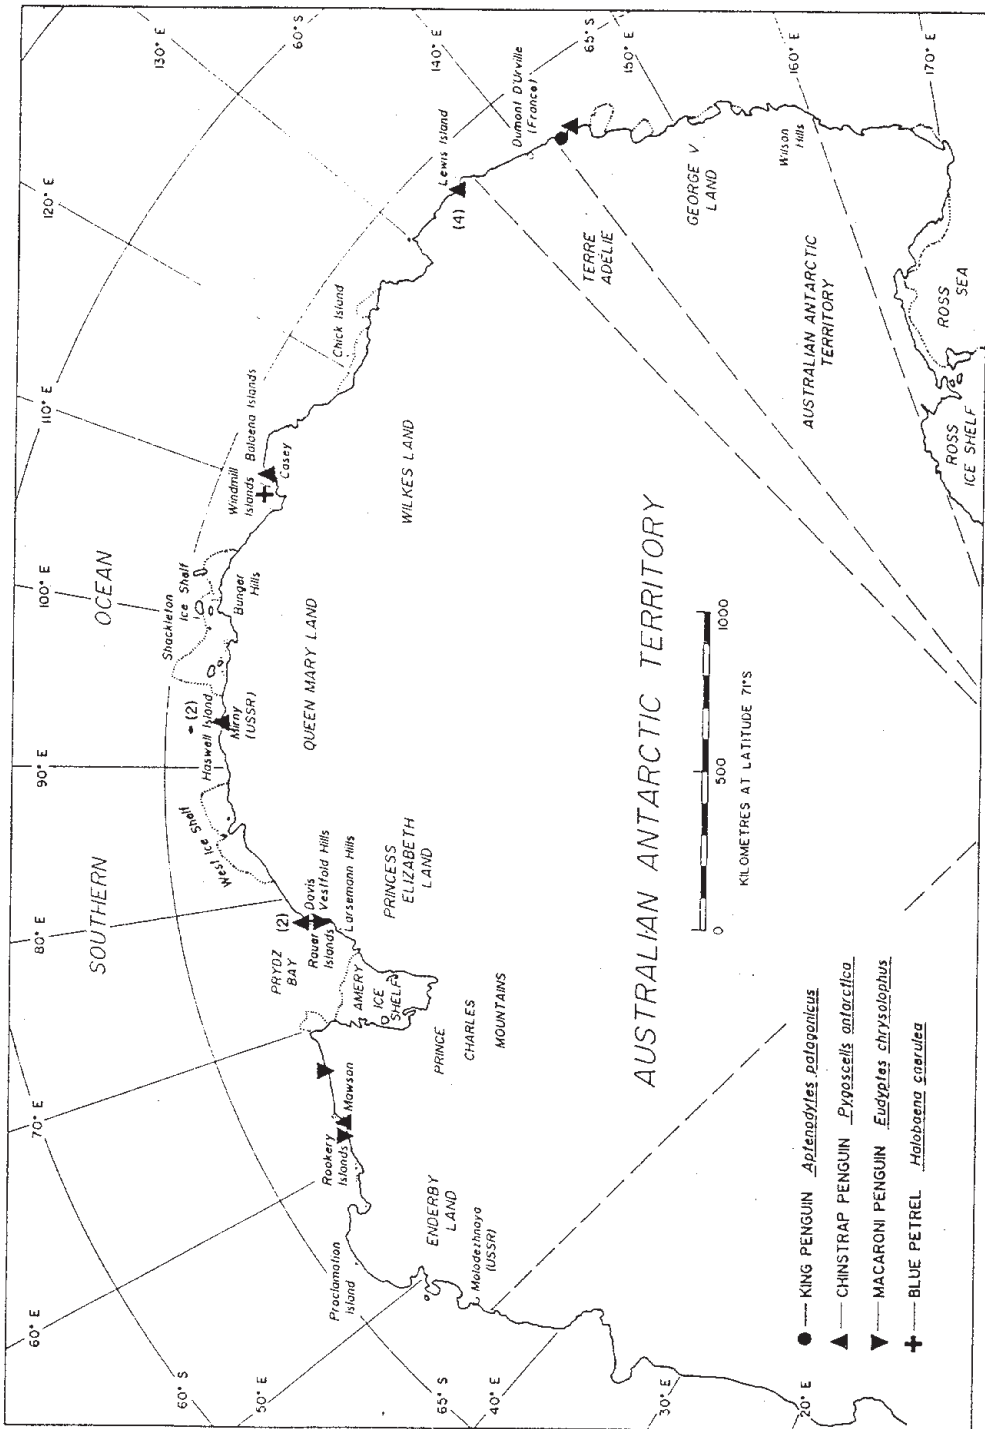 60° E
70° E
80° E
90° E
100° E
110° E
120° E
130° E
60° S
SOUTHERN
OCEAN
60° S
50° E
65° S
40° E
30° E
20° E
140° E
65° S
150° E
160° E
170° E
Proclamation
Island
ENDERBY
LAND
Molodezhnaya
(USSR)
Rookery
Islands
Mawson
PRINCE
CHARLES
MOUNTAINS
AMERY
ICE
SHELF
PRYDZ
BAY
(2)
Rauer
Islands
Davis
Vestfold Hills
Larsemann Hills
PRINCESS
ELIZABETH
LAND
West Ice Shelf
(2)
Haswell Island
Mirny
(USSR)
QUEEN MARY LAND
Shackleton
Ice Shelf
Bunger
Hills
Windmill
Islands
Balaena Islands
Casey
WILKES LAND
Chick Island
Lewis Island
(4)
Dumont D'Urville
(France)
TERRE
ADÉLIE
GEORGE V
LAND
Wilson
Hills
AUSTRALIAN ANTARCTIC
TERRITORY
ROSS
SEA
ROSS
ICE SHELF
AUSTRALIAN ANTARCTIC TERRITORY
0 500 1000
KILOMETRES AT LATITUDE 71°S
KING PENGUIN Aptenodytes patagonicus
CHINSTRAP PENGUIN Pygoscelis antarctica
MACARONI PENGUIN Eudyptes chrysolophus
BLUE PETREL Halobaena caerulea